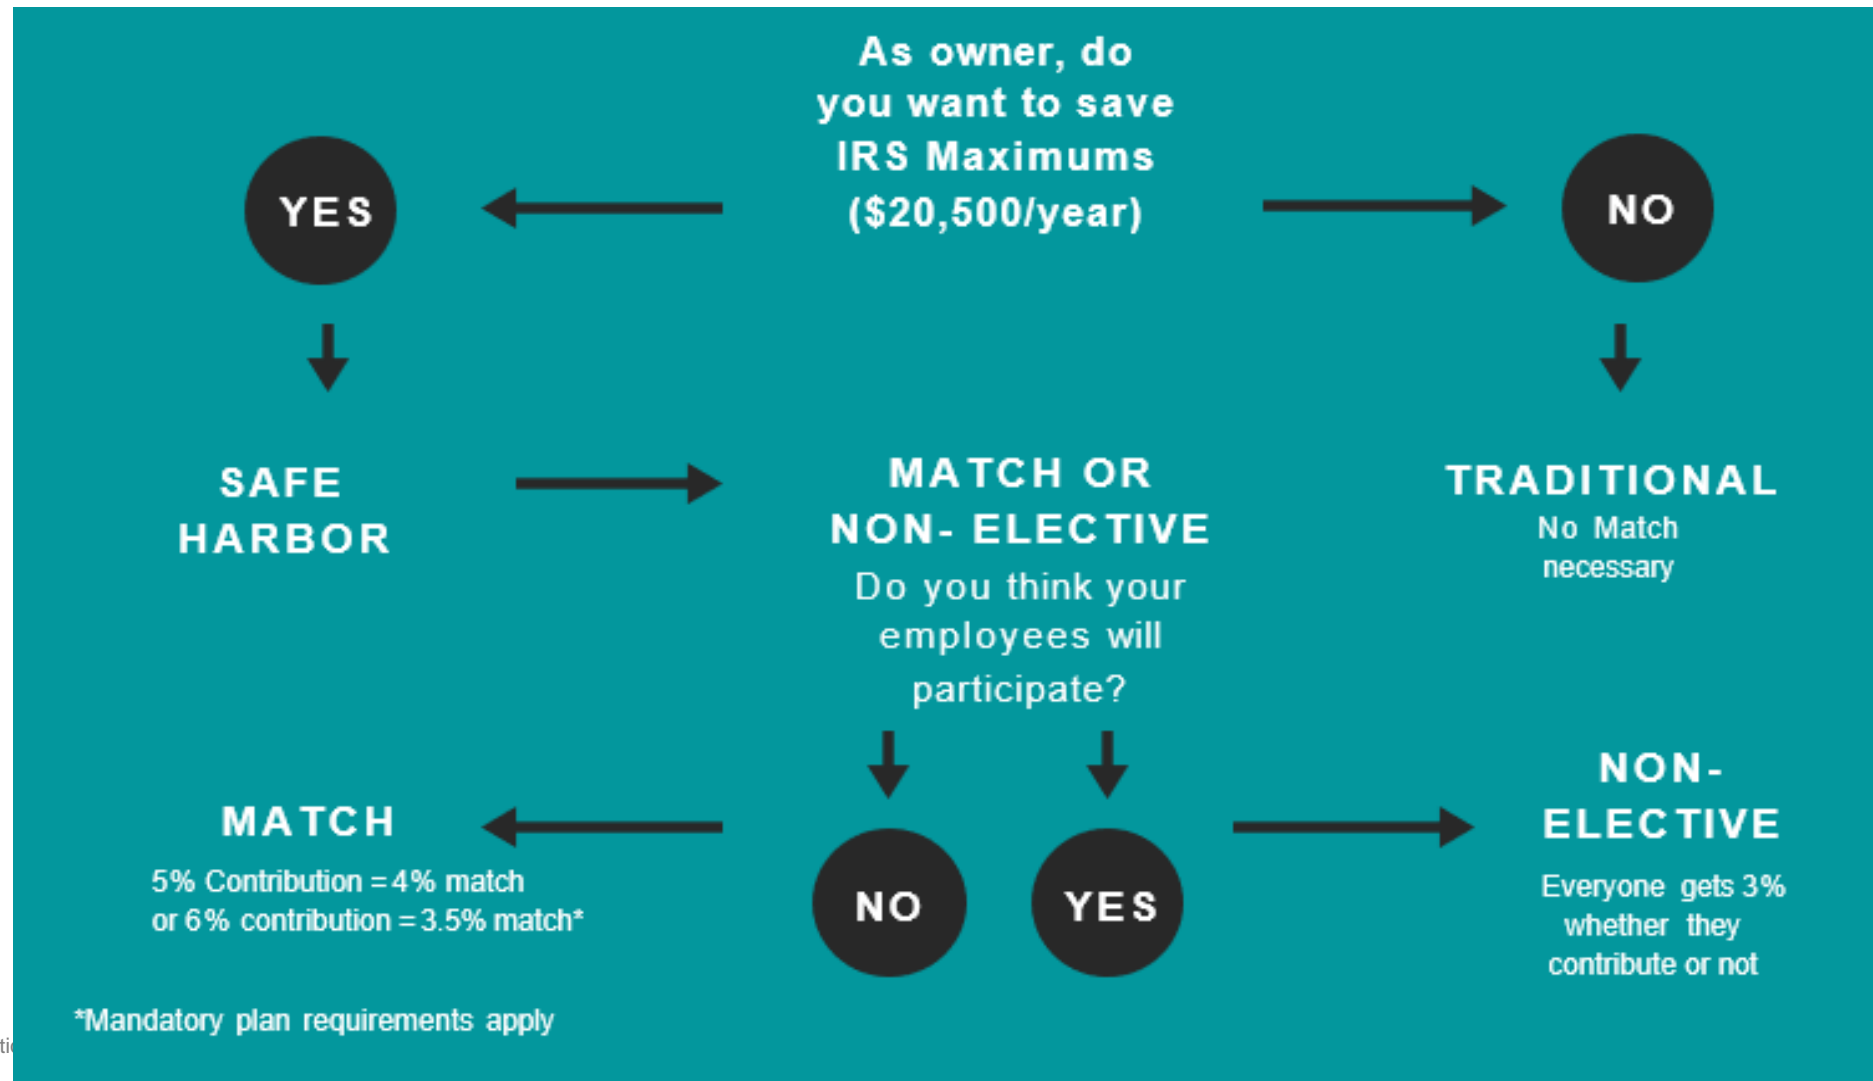 As owner, do
you want to save
IRS Maximums
($20,500/year)
YES
NO
SAFE
HARBOR
MATCH OR
NON- ELECTIVE
Do you think your
employees will
participate?
TRADITIONAL
No Match
necessary
MATCH
5% Contribution = 4% match
or 6% contribution = 3.5% match*
NO
YES
NON-
ELECTIVE
Everyone gets 3%
whether they
contribute or not
*Mandatory plan requirements apply